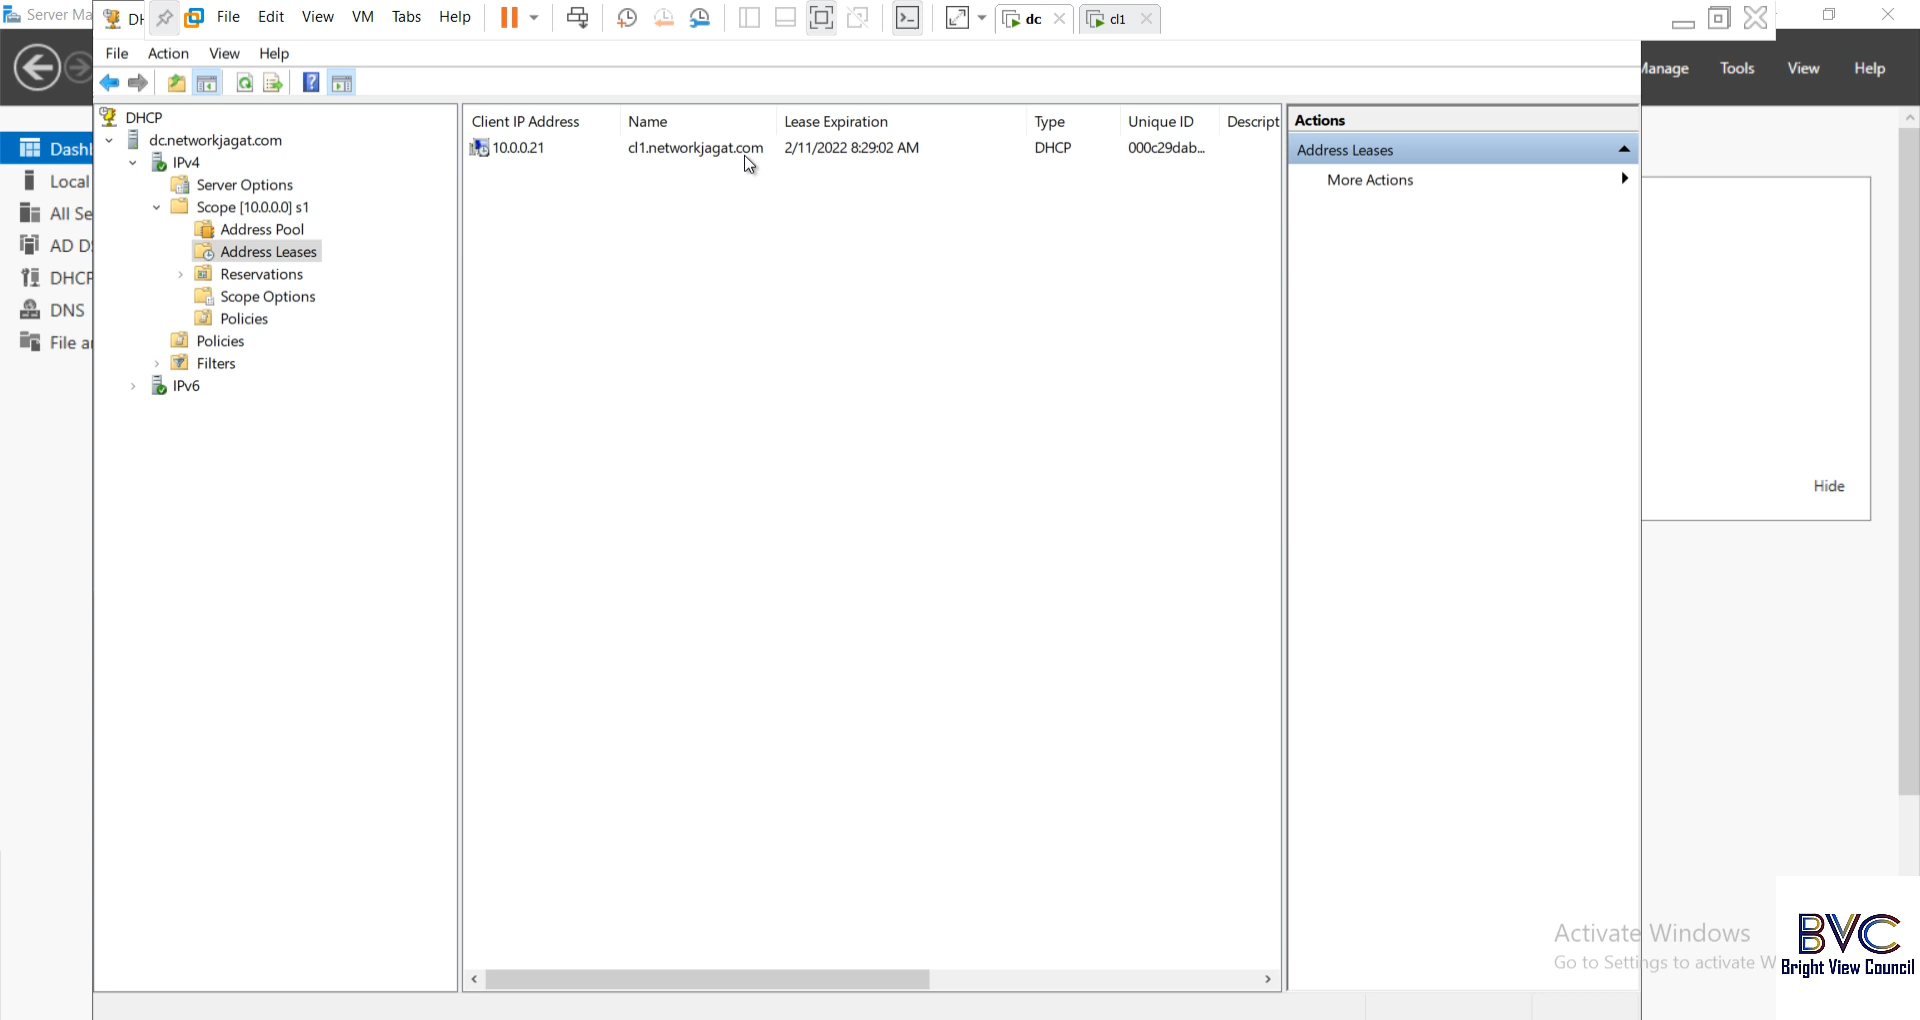 Server Ma
DH
File Edit View VM Tabs Help
dc
cl1
File Action View Help
Manage Tools View Help
DHCP
dc.networkjagat.com
IPv4
Server Options
Scope [10.0.0.0] s1
Address Pool
Address Leases
Reservations
Scope Options
Policies
Policies
Filters
IPv6
Dashb
Local
All Se
AD DS
DHCP
DNS
File an
Client IP Address Name Lease Expiration Type Unique ID Descript
10.0.0.21 cl1.networkjagat.com 2/11/2022 8:29:02 AM DHCP 000c29dab...
Actions
Address Leases
More Actions
Hide
Activate Windows
Go to Settings to activate W
BVC
Bright View Council